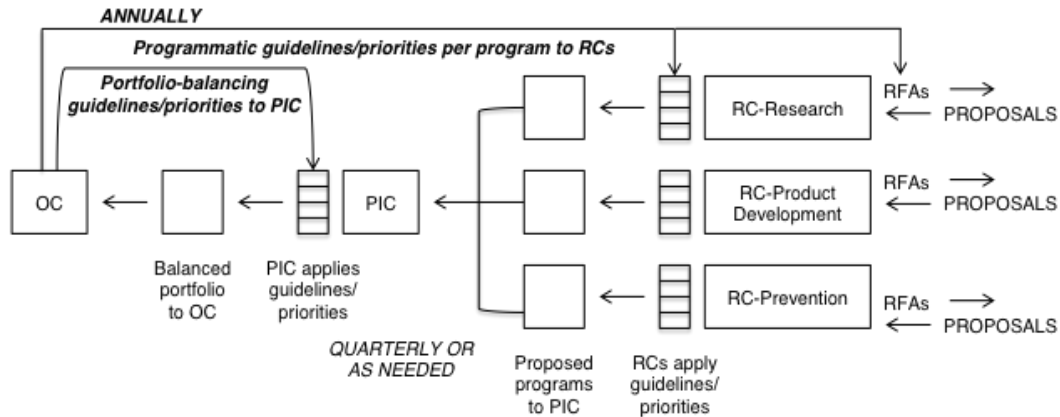 ANNUALLY
Programmatic guidelines/priorities per program to RCs
Portfolio-balancing
guidelines/priorities to PIC
RC-Research
RFAs
PROPOSALS
OC
PIC
RC-Product
Development
RFAs
PROPOSALS
Balanced
portfolio
to OC
PIC applies
guidelines/
priorities
RC-Prevention
RFAs
PROPOSALS
QUARTERLY OR
AS NEEDED
Proposed
programs
to PIC
RCs apply
guidelines/
priorities